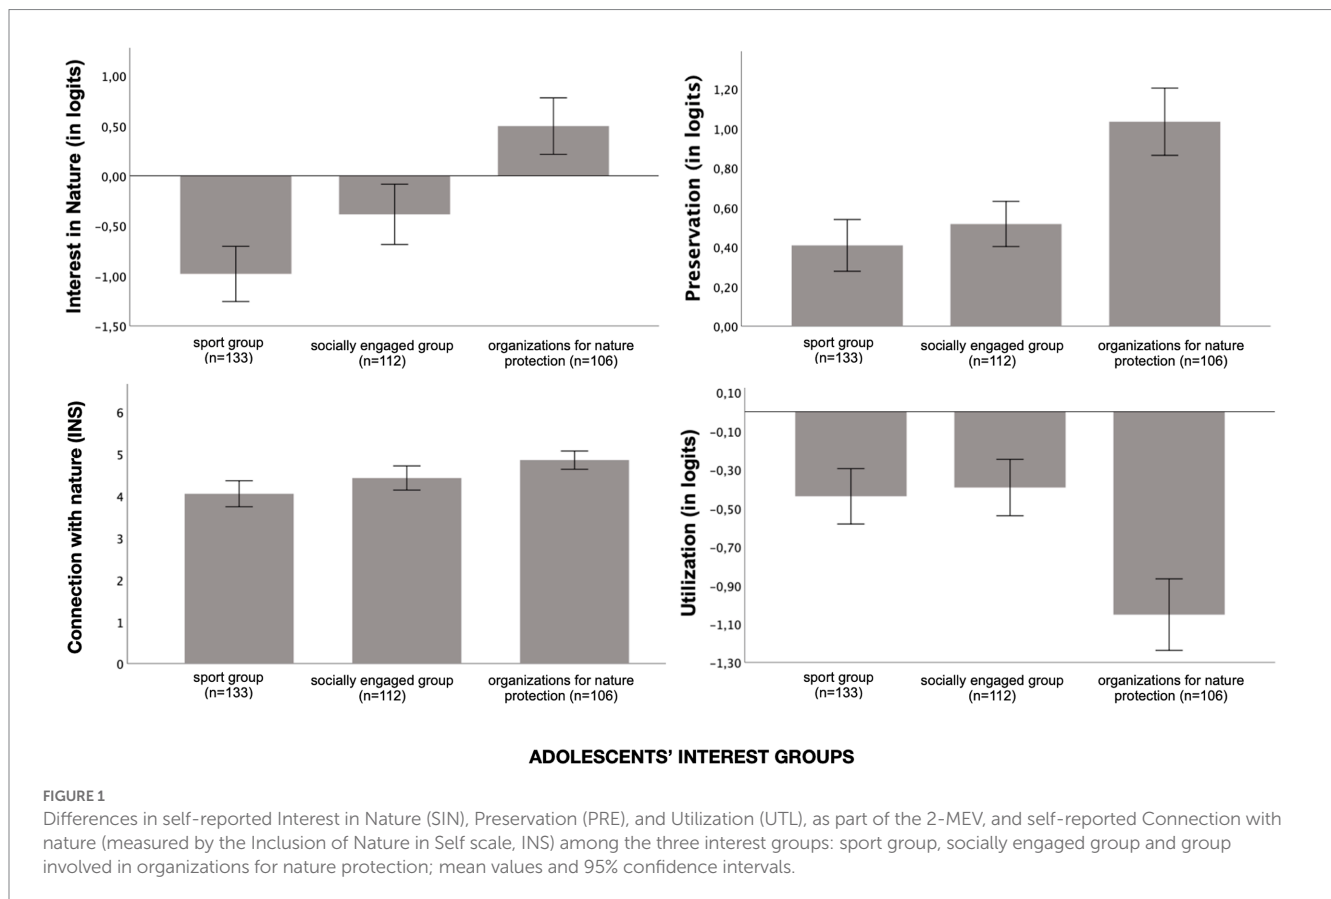 Interest in Nature (in logits)
1,00
0,50
0,00
−0,50
−1,00
−1,50
sport group
(n=133)
socially engaged group
(n=112)
organizations for nature
protection (n=106)
Preservation (in logits)
1,20
1,00
0,80
0,60
0,40
0,20
0,00
sport group
(n=133)
socially engaged group
(n=112)
organizations for nature
protection (n=106)
Connection with nature (INS)
6
5
4
3
2
1
0
sport group
(n=133)
socially engaged group
(n=112)
organizations for nature
protection (n=106)
Utilization (in logits)
0,10
−0,10
−0,30
−0,50
−0,70
−0,90
−1,10
−1,30
sport group
(n=133)
socially engaged group
(n=112)
organizations for nature
protection (n=106)
ADOLESCENTS’ INTEREST GROUPS
FIGURE 1
Differences in self-reported Interest in Nature (SIN), Preservation (PRE), and Utilization (UTL), as part of the 2-MEV, and self-reported Connection with
nature (measured by the Inclusion of Nature in Self scale, INS) among the three interest groups: sport group, socially engaged group and group
involved in organizations for nature protection; mean values and 95% confidence intervals.